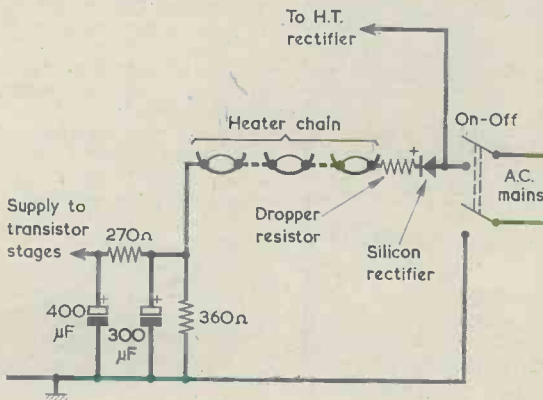 To H.T.
rectifier
On-Off
Heater chain
+
A.C.
mains
Dropper
resistor
Silicon
rectifier
Supply to
transistor
stages
270Ω
+
400
µF
+
300
µF
360Ω